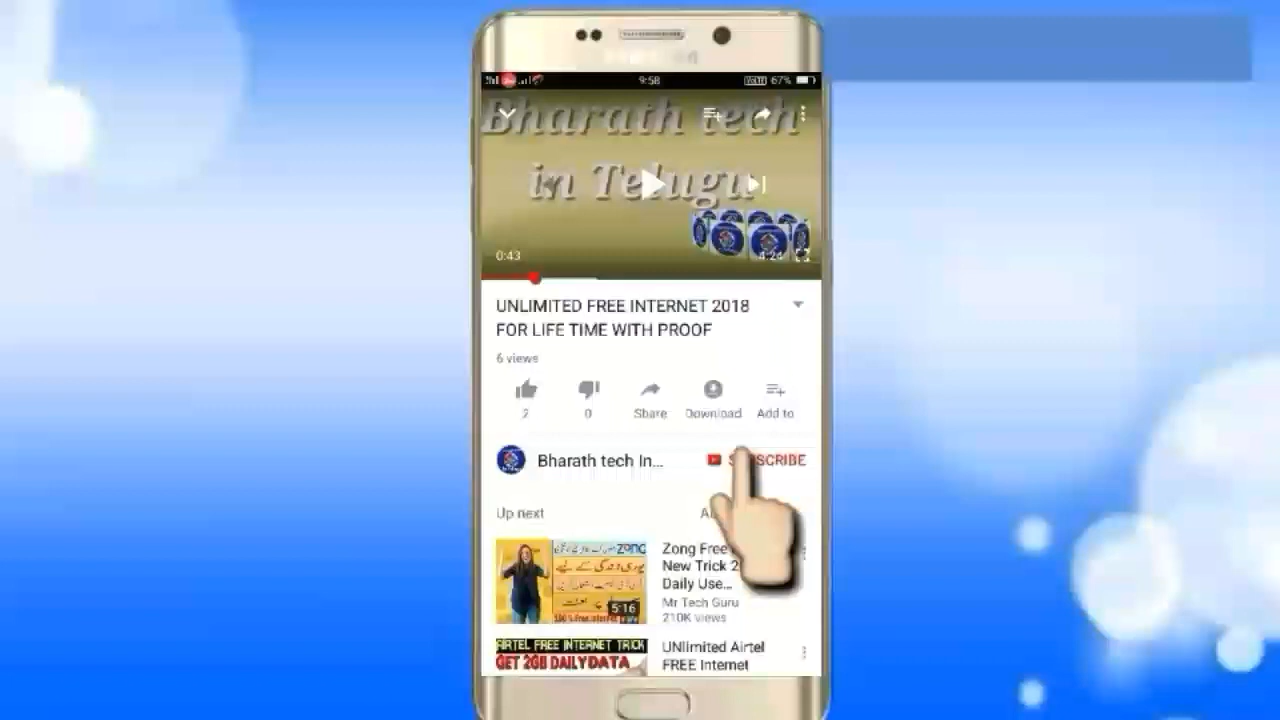 9:58
VoLTE 67%
Bharath tech
in Telugu
0:43
4:24
UNLIMITED FREE INTERNET 2018
FOR LIFE TIME WITH PROOF
6 views
2
0
Share
Download
Add to
Bharath tech In...
Up next
Zong Free
New Trick
Daily Use...
Mr Tech Guru
210K views
ZONG
5:16
UNlimited Airtel
FREE Internet
AIRTEL FREE INTERNET TRICK
GET 2GB DAILY DATA